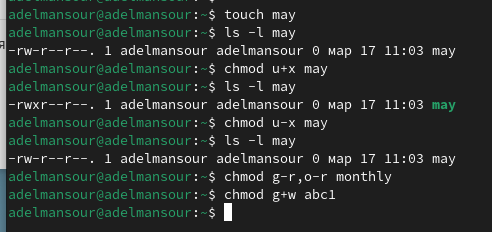 adelmansour@adelmansour:~$ touch may
adelmansour@adelmansour:~$ ls -l may
-rw-r--r--. 1 adelmansour adelmansour 0 мар 17 11:03 may
adelmansour@adelmansour:~$ chmod u+x may
adelmansour@adelmansour:~$ ls -l may
-rwxr--r--. 1 adelmansour adelmansour 0 мар 17 11:03 may
adelmansour@adelmansour:~$ chmod u-x may
adelmansour@adelmansour:~$ ls -l may
-rw-r--r--. 1 adelmansour adelmansour 0 мар 17 11:03 may
adelmansour@adelmansour:~$ chmod g-r,o-r monthly
adelmansour@adelmansour:~$ chmod g+w abc1
adelmansour@adelmansour:~$